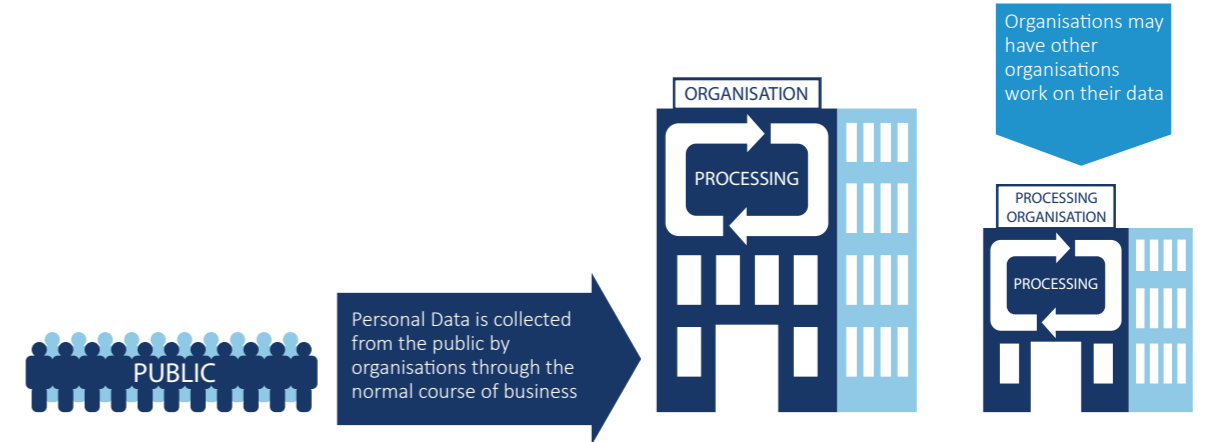 PUBLIC
Personal Data is collected
from the public by
organisations through the
normal course of business
ORGANISATION
PROCESSING
Organisations may
have other
organisations
work on their data
PROCESSING
ORGANISATION
PROCESSING